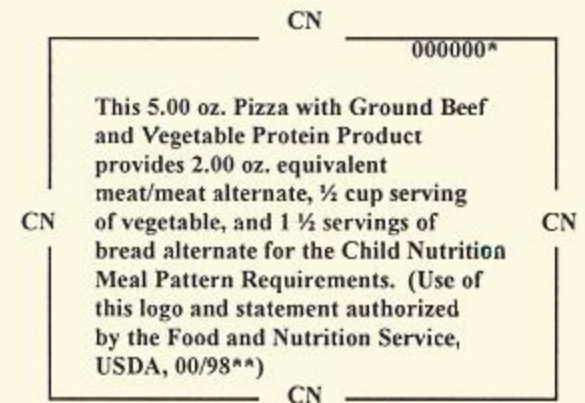 CN
000000*
This 5.00 oz. Pizza with Ground Beef
and Vegetable Protein Product
provides 2.00 oz. equivalent
meat/meat alternate, ½ cup serving
CN of vegetable, and 1 ½ servings of CN
bread alternate for the Child Nutrition
Meal Pattern Requirements. (Use of
this logo and statement authorized
by the Food and Nutrition Service,
USDA, 00/98**)
CN